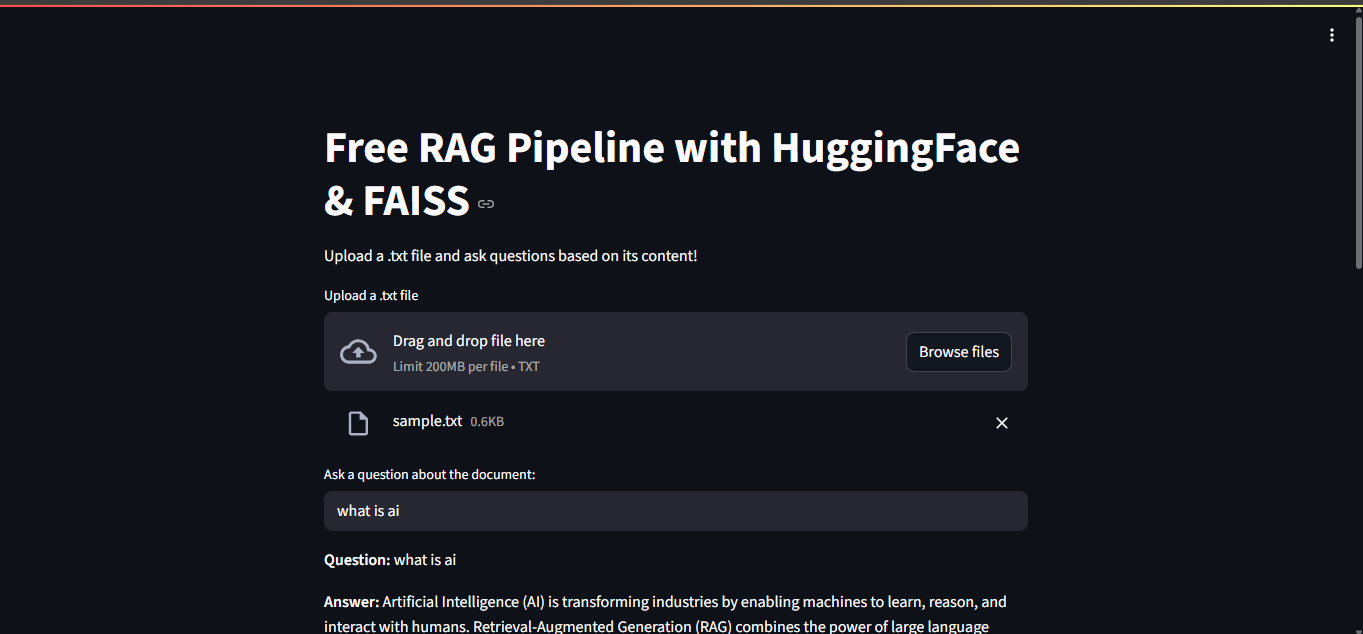 Free RAG Pipeline with HuggingFace
& FAISS
Upload a .txt file and ask questions based on its content!
Upload a .txt file
Drag and drop file here
Limit 200MB per file • TXT
Browse files
sample.txt 0.6KB
Ask a question about the document:
what is ai
Question: what is ai
Answer: Artificial Intelligence (AI) is transforming industries by enabling machines to learn, reason, and
interact with humans. Retrieval-Augmented Generation (RAG) combines the power of large language